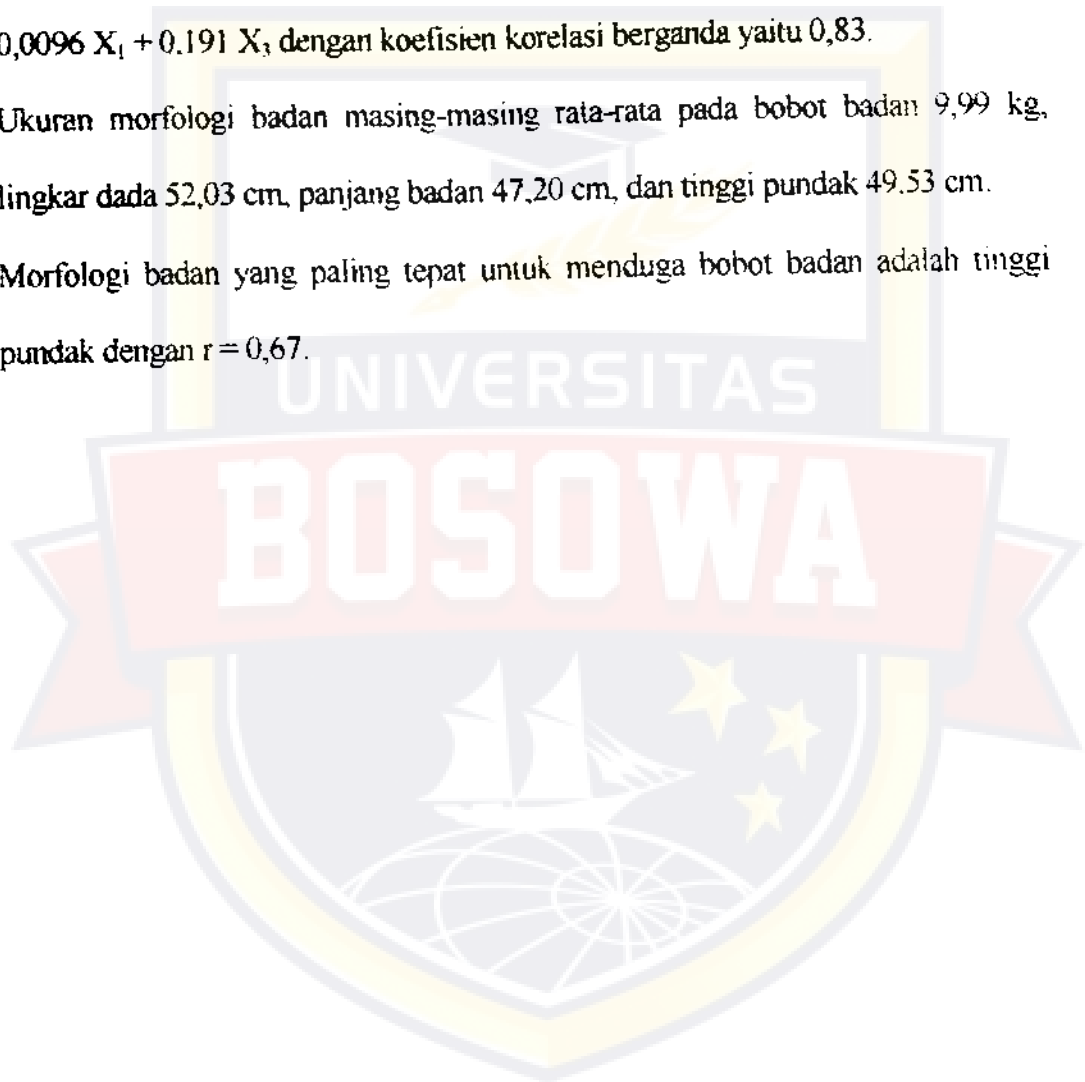 0,0096 X₁ + 0.191 X₃ dengan koefisien korelasi berganda yaitu 0,83.
Ukuran morfologi badan masing-masing rata-rata pada bobot badan 9,99 kg,
lingkar dada 52,03 cm, panjang badan 47,20 cm, dan tinggi pundak 49.53 cm.
Morfologi badan yang paling tepat untuk menduga bobot badan adalah tinggi
pundak dengan r = 0,67.
UNIVERSITAS
BOSOWA